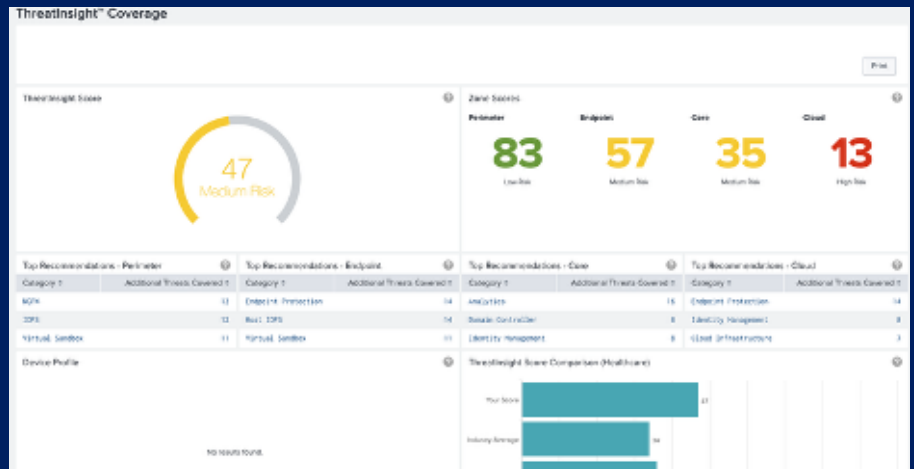 ThreatInsight™ Coverage
Print
ThreatInsight Score
47
Medium Risk
Zone Scores
Perimeter Endpoint Core Cloud
83 57 35 13
Low Risk Medium Risk Medium Risk High Risk
Top Recommendations - Perimeter
Category Additional Threats Covered
NGFW
IDPS
Virtual Sandbox 11
Top Recommendations - Endpoint
Category Additional Threats Covered
Endpoint Protection 14
Host IDPS 14
Virtual Sandbox 11
Top Recommendations - Core
Category Additional Threats Covered
Analytics
Domain Controller 8
Identity Management 8
Top Recommendations - Cloud
Category Additional Threats Covered
Endpoint Protection 14
Identity Management 8
Cloud Infrastructure
Device Profile
No results found.
ThreatInsight Score Comparison (Healthcare)
Your Score 47
Industry Average